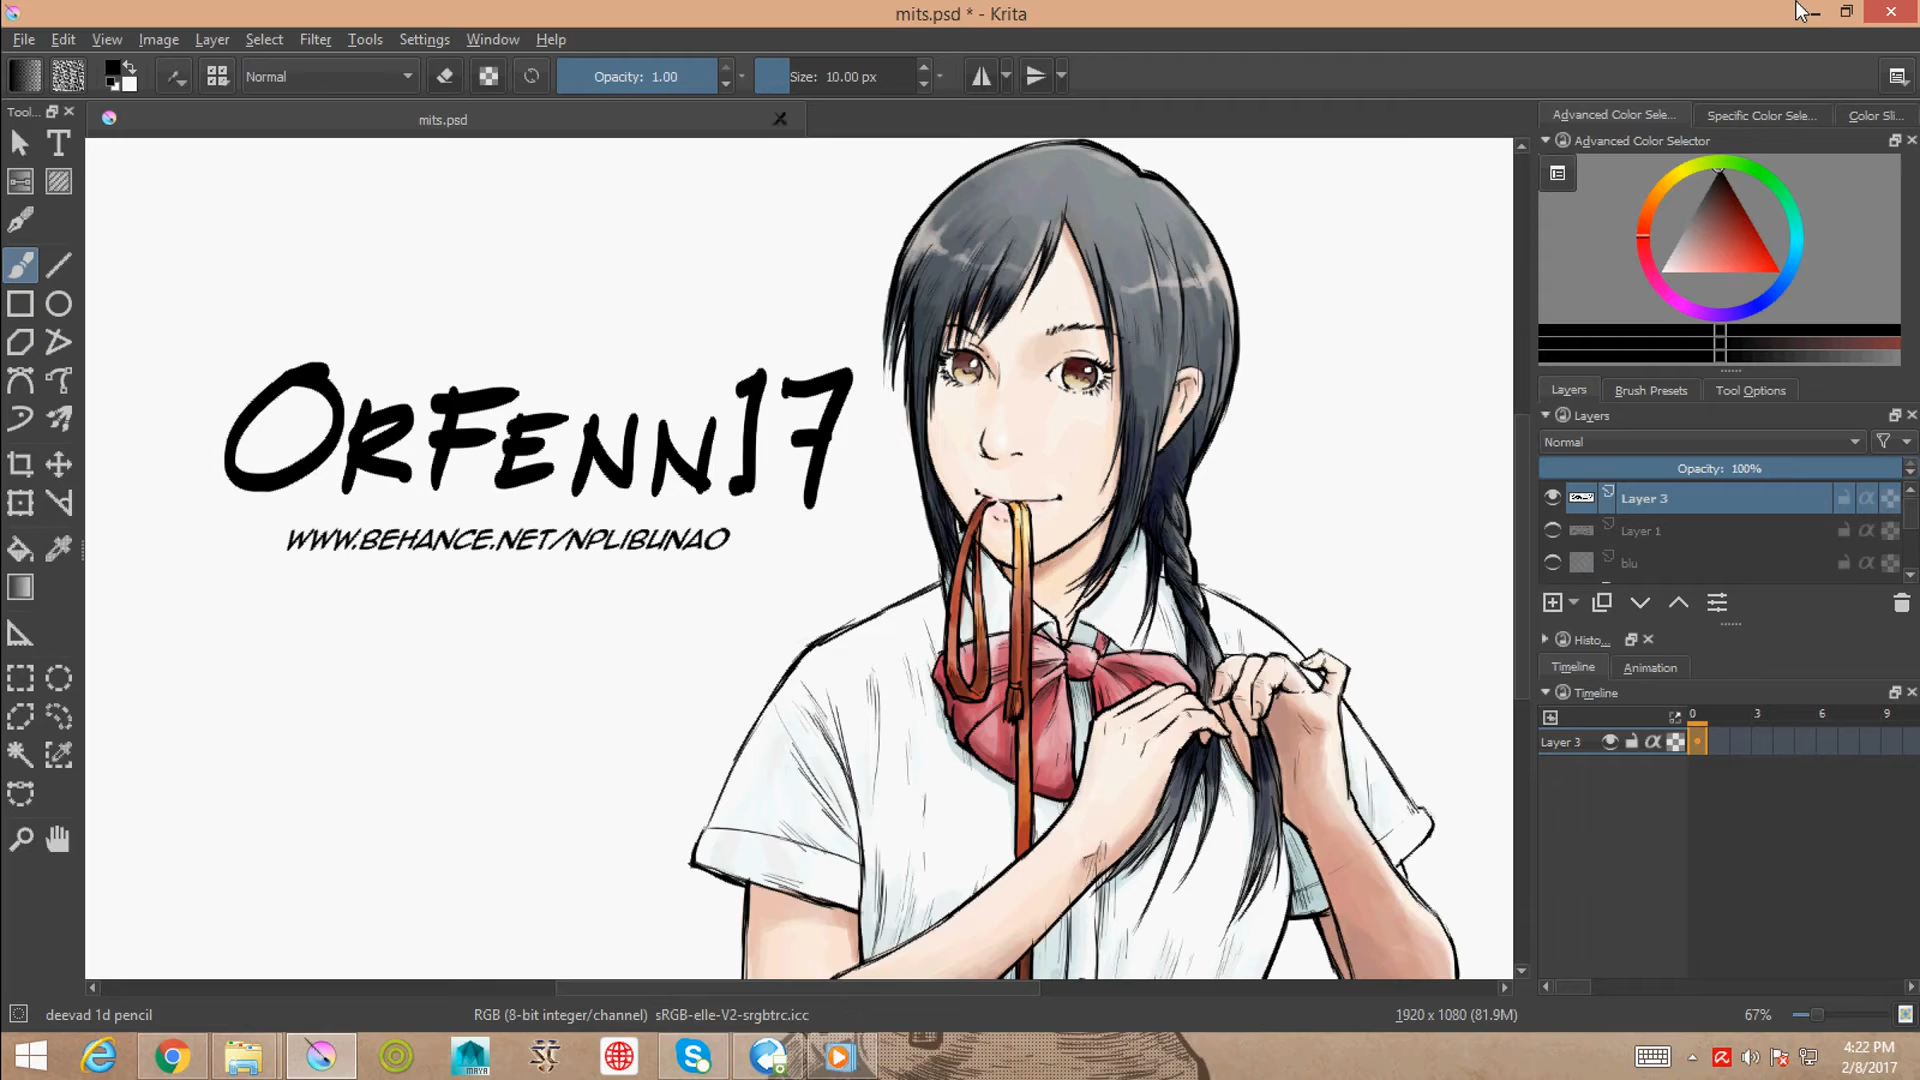 mits.psd * - Krita
File Edit View Image Layer Select Filter Tools Settings Window Help
Normal Opacity: 1.00 Size: 10.00 px
Tool... mits.psd Advanced Color Sele... Specific Color Sele... Color Sli...
Advanced Color Selector
OrFenn17
www.behance.net/nplibunao
Layers Brush Presets Tool Options
Layers
Normal
Opacity: 100%
Layer 3
Layer 1
blu
Histo...
Timeline Animation
Timeline
0 3 6 9
Layer 3
deevad 1d pencil RGB (8-bit integer/channel) sRGB-elle-V2-srgbtrc.icc 1920 x 1080 (81.9M) 67%
MAYA
4:22 PM
2/8/2017